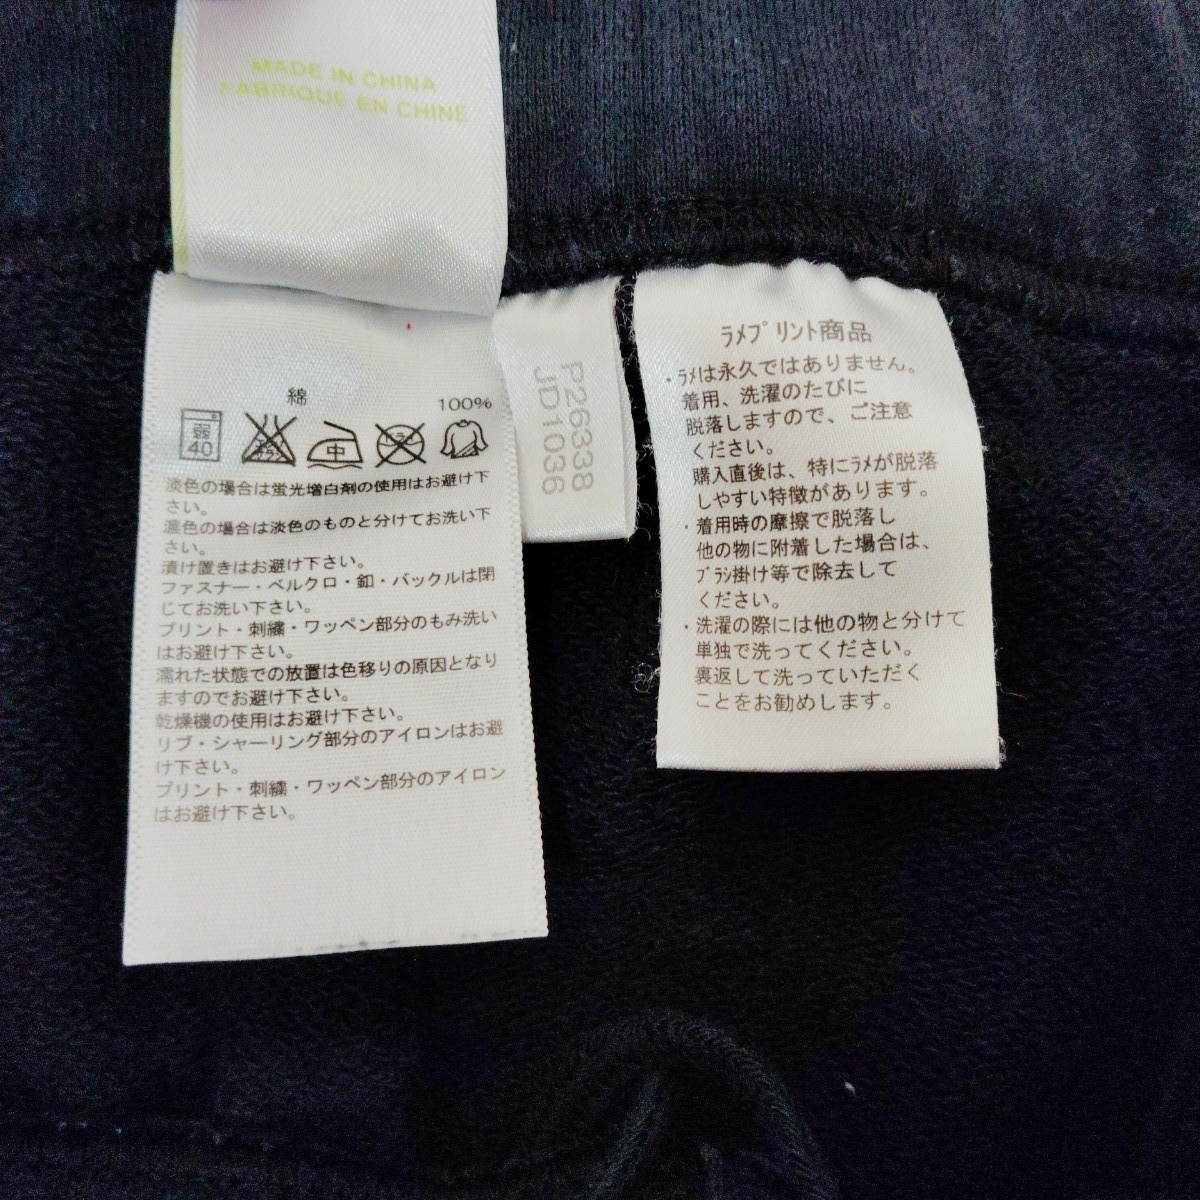 MADE IN CHINA
FABRIQUE EN CHINE
綿
100%
弱
40
中
淡色の場合は蛍光増白剤の使用はお避け下
さい。
濃色の場合は淡色のものと分けてお洗い下
さい。
漬け置きはお避け下さい。
ファスナー・ベルクロ・釦・バックルは閉
じてお洗い下さい。
プリント・刺繍・ワッペン部分のもみ洗い
はお避け下さい。
濡れた状態での放置は色移りの原因となり
ますのでお避け下さい。
乾燥機の使用はお避け下さい。
リブ・シャーリング部分のアイロンはお避
け下さい。
プリント・刺繍・ワッペン部分のアイロン
はお避け下さい。
P26338
JD1036
ﾗﾒﾌﾟﾘﾝﾄ商品
・ﾗﾒは永久ではありません。
着用、洗濯のたびに
脱落しますので、ご注意
ください。
購入直後は、特にﾗﾒが脱落
しやすい特徴があります。
・着用時の摩擦で脱落し
他の物に附着した場合は、
ﾌﾞﾗｼ掛け等で除去して
ください。
・洗濯の際には他の物と分けて
単独で洗ってください。
裏返して洗っていただく
ことをお勧めします。